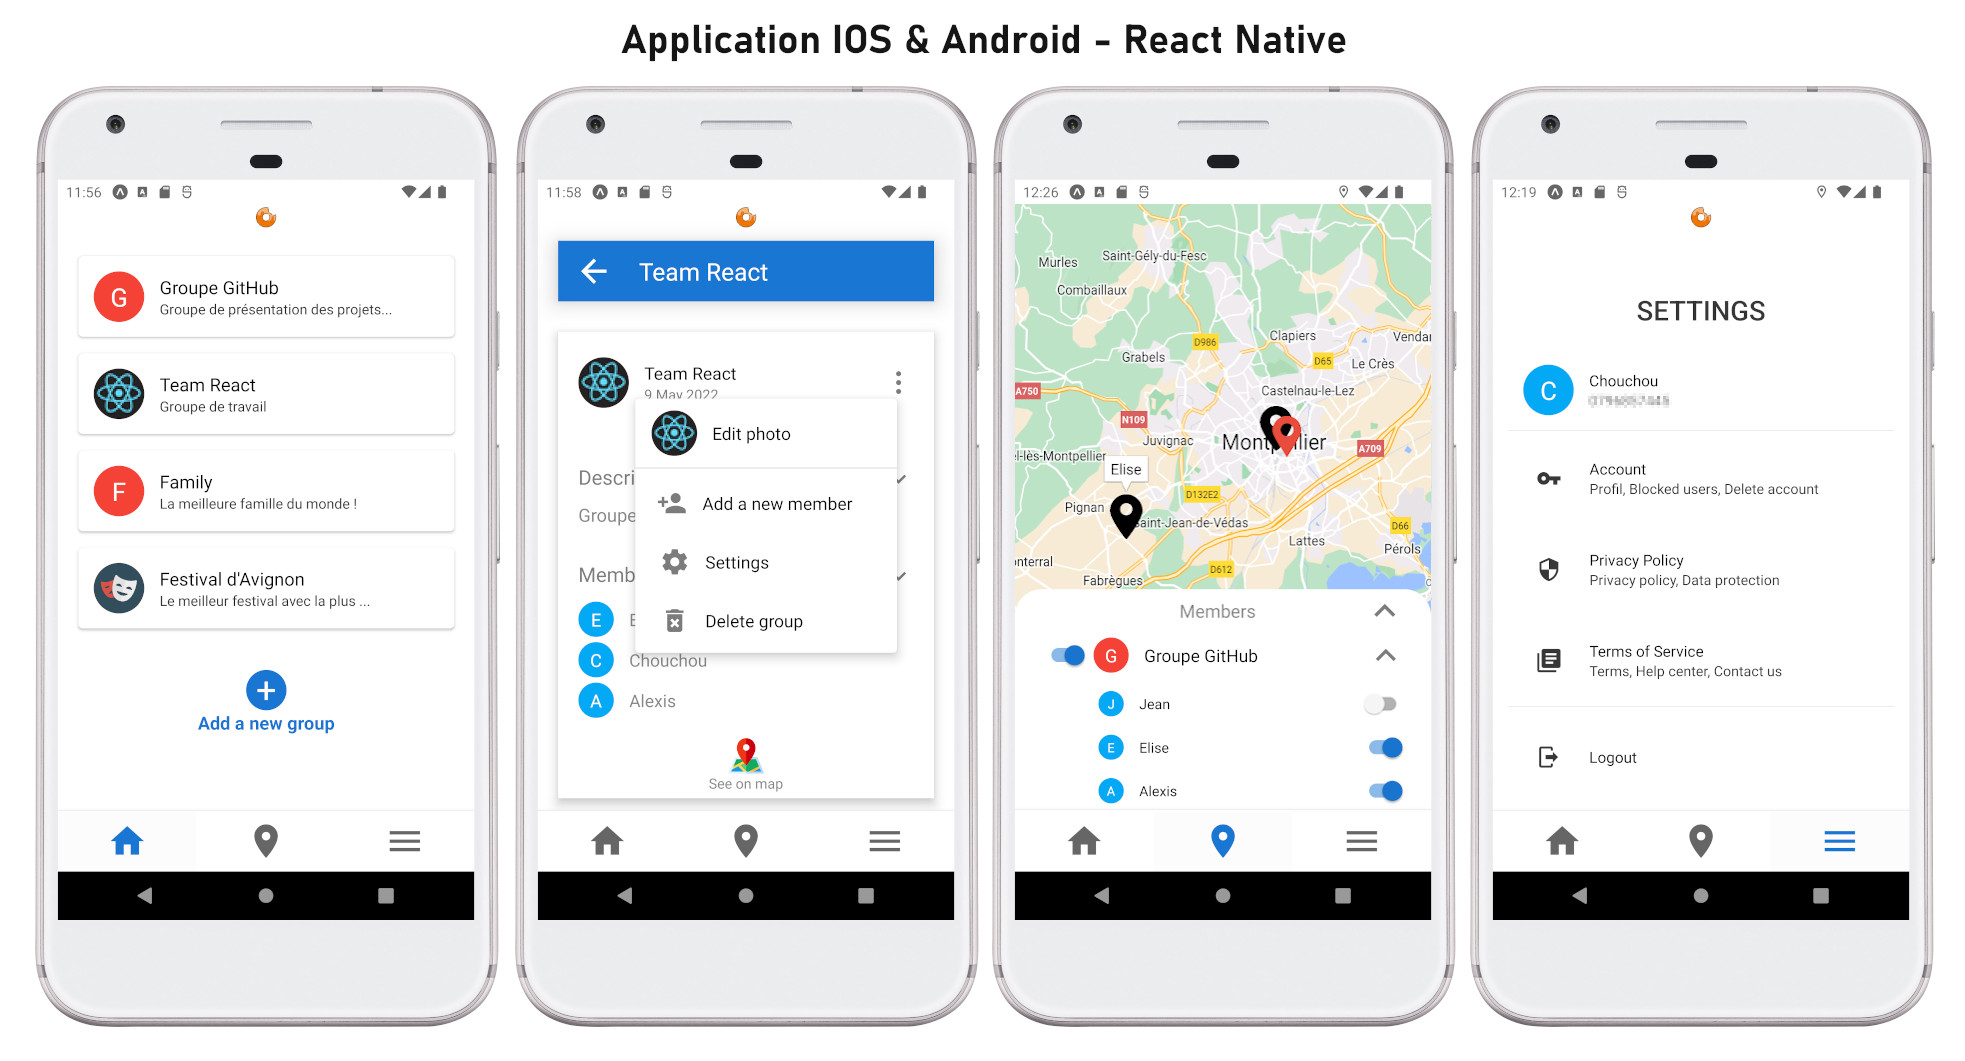 Application IOS & Android - React Native
11:56
G
Groupe GitHub
Groupe de présentation des projets...
Team React
Groupe de travail
F
Family
La meilleure famille du monde !
Festival d'Avignon
Le meilleur festival avec la plus ...
Add a new group
11:58
Team React
Team React
9 May 2022
Edit photo
Descri
Add a new member
Groupe
Settings
Memb
Delete group
E
C
Chouchou
A
Alexis
See on map
12:26
Murles
Saint-Gély-du-Fesc
Combaillaux
D986
Clapiers
Vendar
Grabels
D65
Le Crès
A750
Castelnau-le-Lez
N109
Juvignac
A709
el-lès-Montpellier
Elise
D132E2
Pignan
Saint-Jean-de-Védas
D66
Lattes
Pérols
onterral
D612
Fabrègues
Members
G
Groupe GitHub
J
Jean
E
Elise
A
Alexis
12:19
SETTINGS
C
Chouchou
Account
Profil, Blocked users, Delete account
Privacy Policy
Privacy policy, Data protection
Terms of Service
Terms, Help center, Contact us
Logout